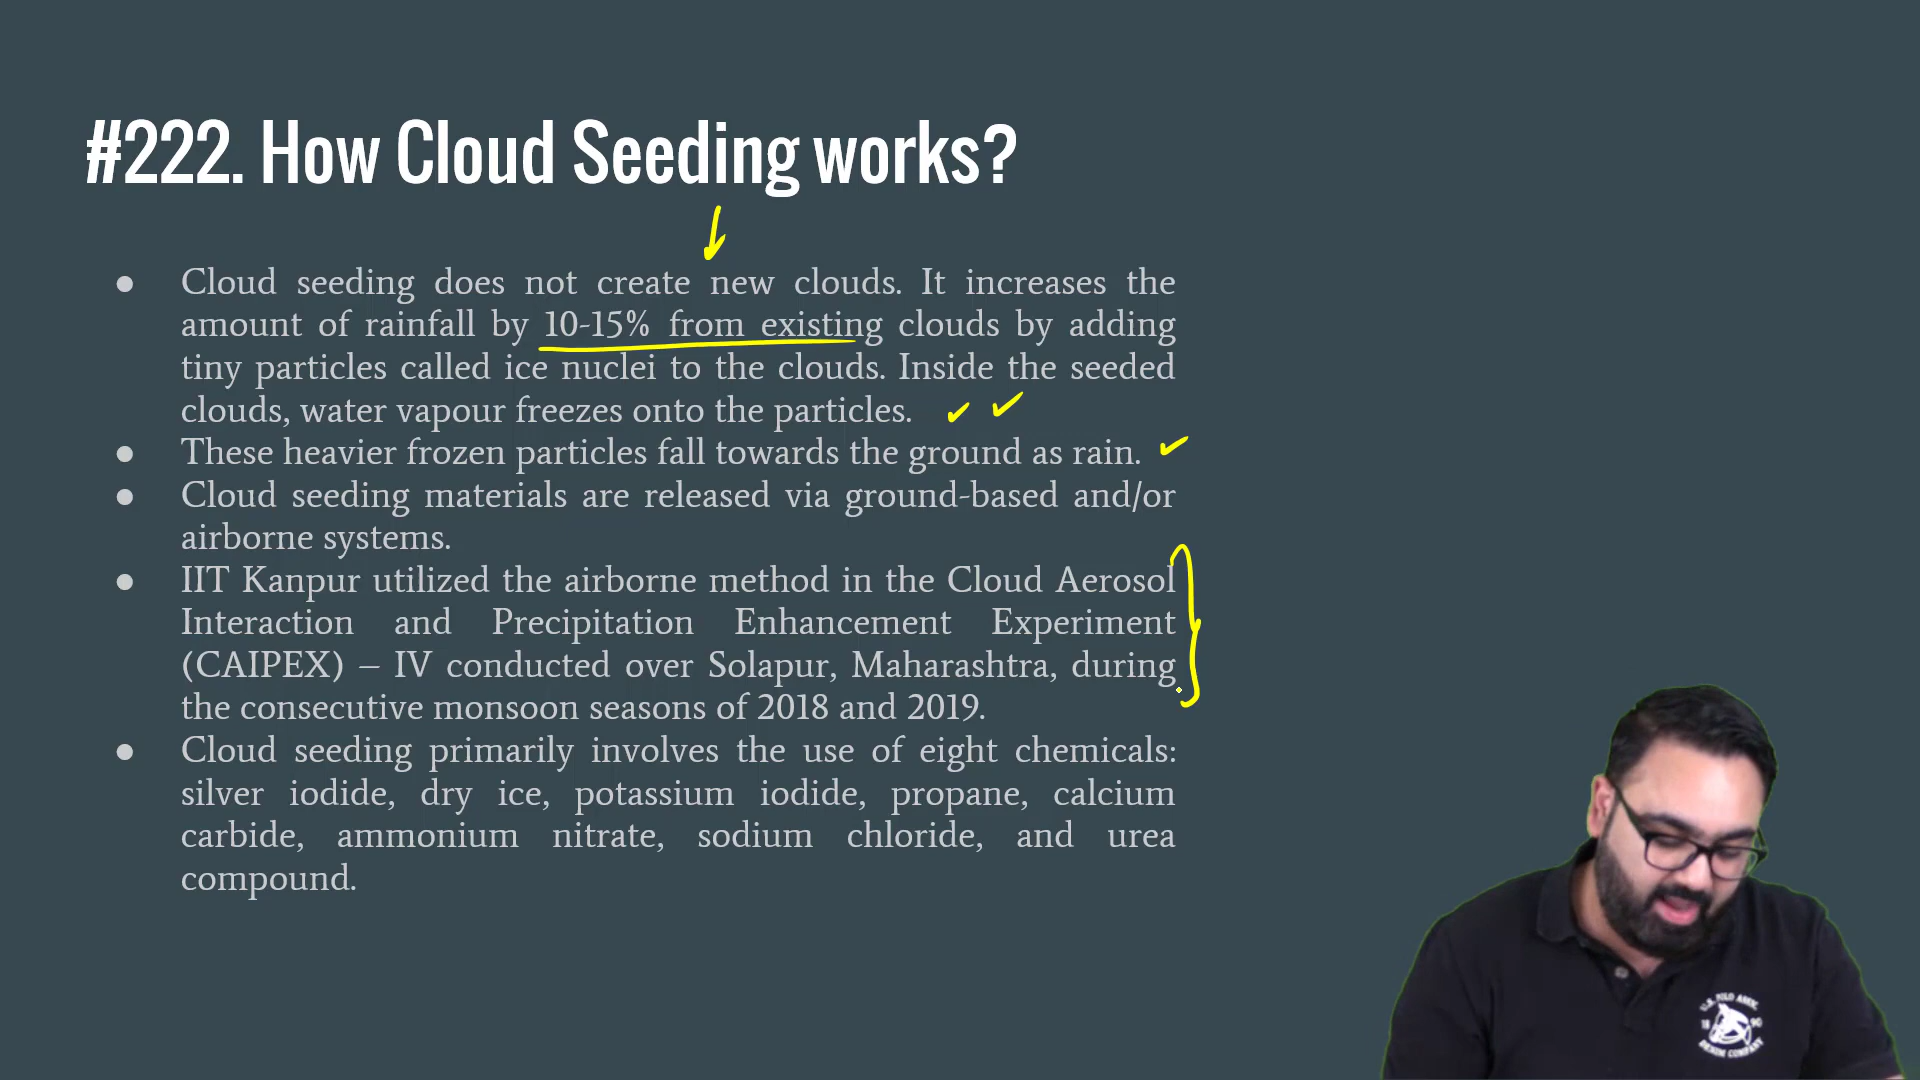 #222. How Cloud Seeding works?
● Cloud seeding does not create new clouds. It increases the
amount of rainfall by 10-15% from existing clouds by adding
tiny particles called ice nuclei to the clouds. Inside the seeded
clouds, water vapour freezes onto the particles.
● These heavier frozen particles fall towards the ground as rain.
● Cloud seeding materials are released via ground-based and/or
airborne systems.
● IIT Kanpur utilized the airborne method in the Cloud Aerosol
Interaction and Precipitation Enhancement Experiment
(CAIPEX) – IV conducted over Solapur, Maharashtra, during
the consecutive monsoon seasons of 2018 and 2019.
● Cloud seeding primarily involves the use of eight chemicals:
silver iodide, dry ice, potassium iodide, propane, calcium
carbide, ammonium nitrate, sodium chloride, and urea
compound.
U.S. POLO ASSN.
18 90
DENIM COMPANY